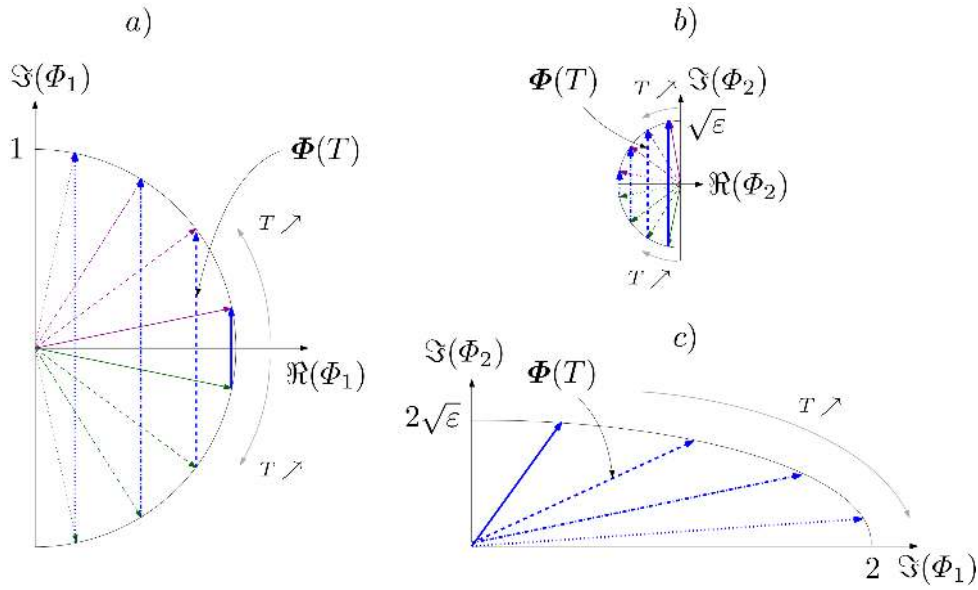 a)
ℑ(Φ₁)
1
𝚽(T)
T ↗
ℜ(Φ₁)
T ↗
b)
T ↗
ℑ(Φ₂)
𝚽(T)
√ε
ℜ(Φ₂)
T ↗
c)
ℑ(Φ₂)
𝚽(T)
T ↗
2√ε
2
ℑ(Φ₁)